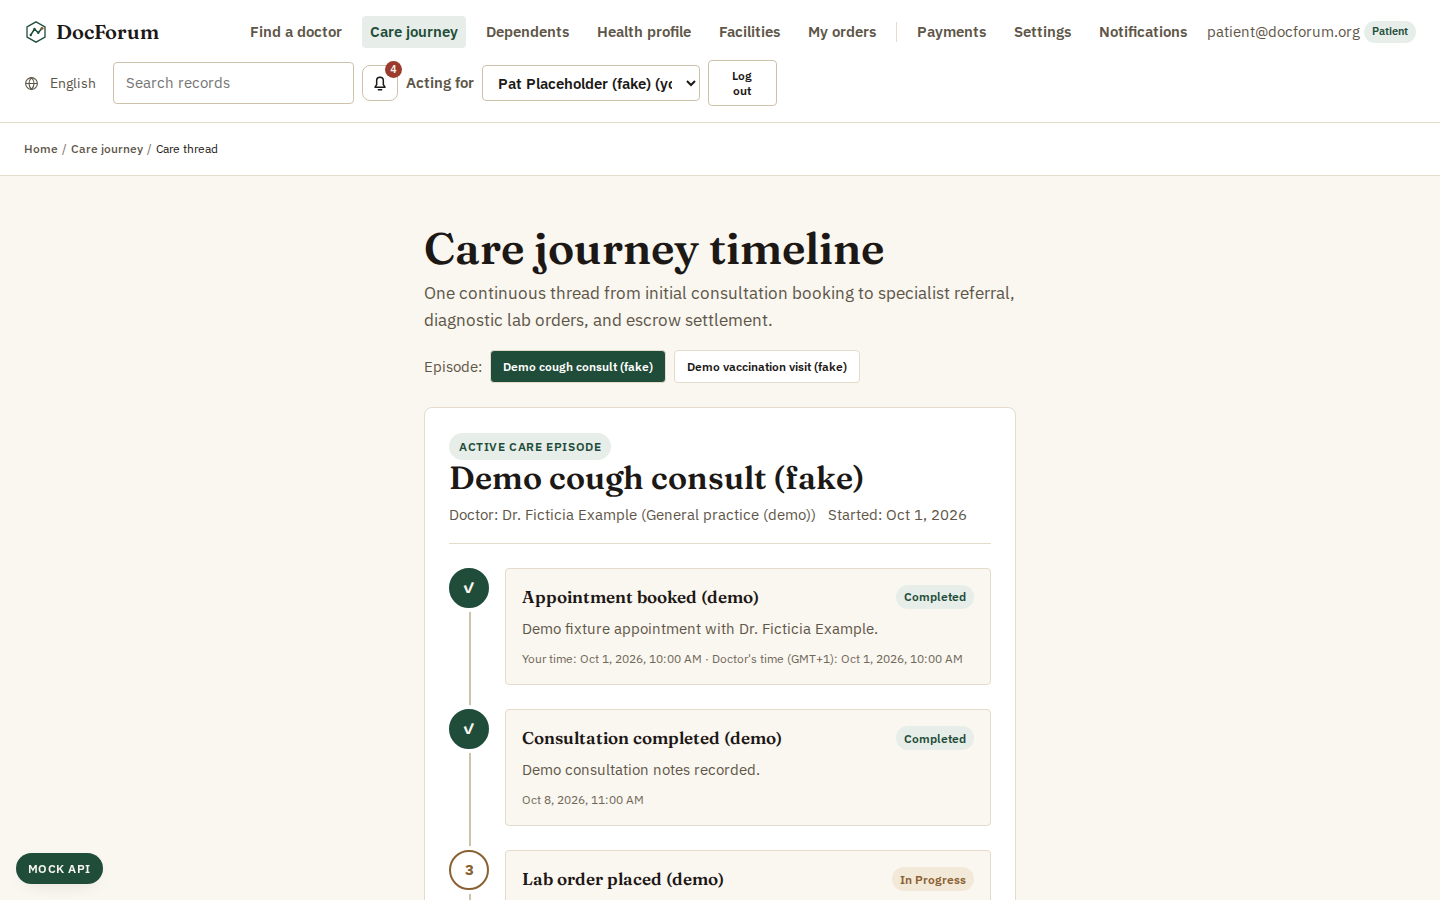 DocForum
Find a doctor
Care journey
Dependents
Health profile
Facilities
My orders
Payments
Settings
Notifications
patient@docforum.org
Patient
English
Search records
4
Acting for
Pat Placeholder (fake) (yo
Log out
Home / Care journey / Care thread
Care journey timeline
One continuous thread from initial consultation booking to specialist referral,
diagnostic lab orders, and escrow settlement.
Episode:
Demo cough consult (fake)
Demo vaccination visit (fake)
ACTIVE CARE EPISODE
Demo cough consult (fake)
Doctor: Dr. Ficticia Example (General practice (demo)) Started: Oct 1, 2026
Appointment booked (demo)
Completed
Demo fixture appointment with Dr. Ficticia Example.
Your time: Oct 1, 2026, 10:00 AM · Doctor's time (GMT+1): Oct 1, 2026, 10:00 AM
Consultation completed (demo)
Completed
Demo consultation notes recorded.
Oct 8, 2026, 11:00 AM
3
Lab order placed (demo)
In Progress
MOCK API